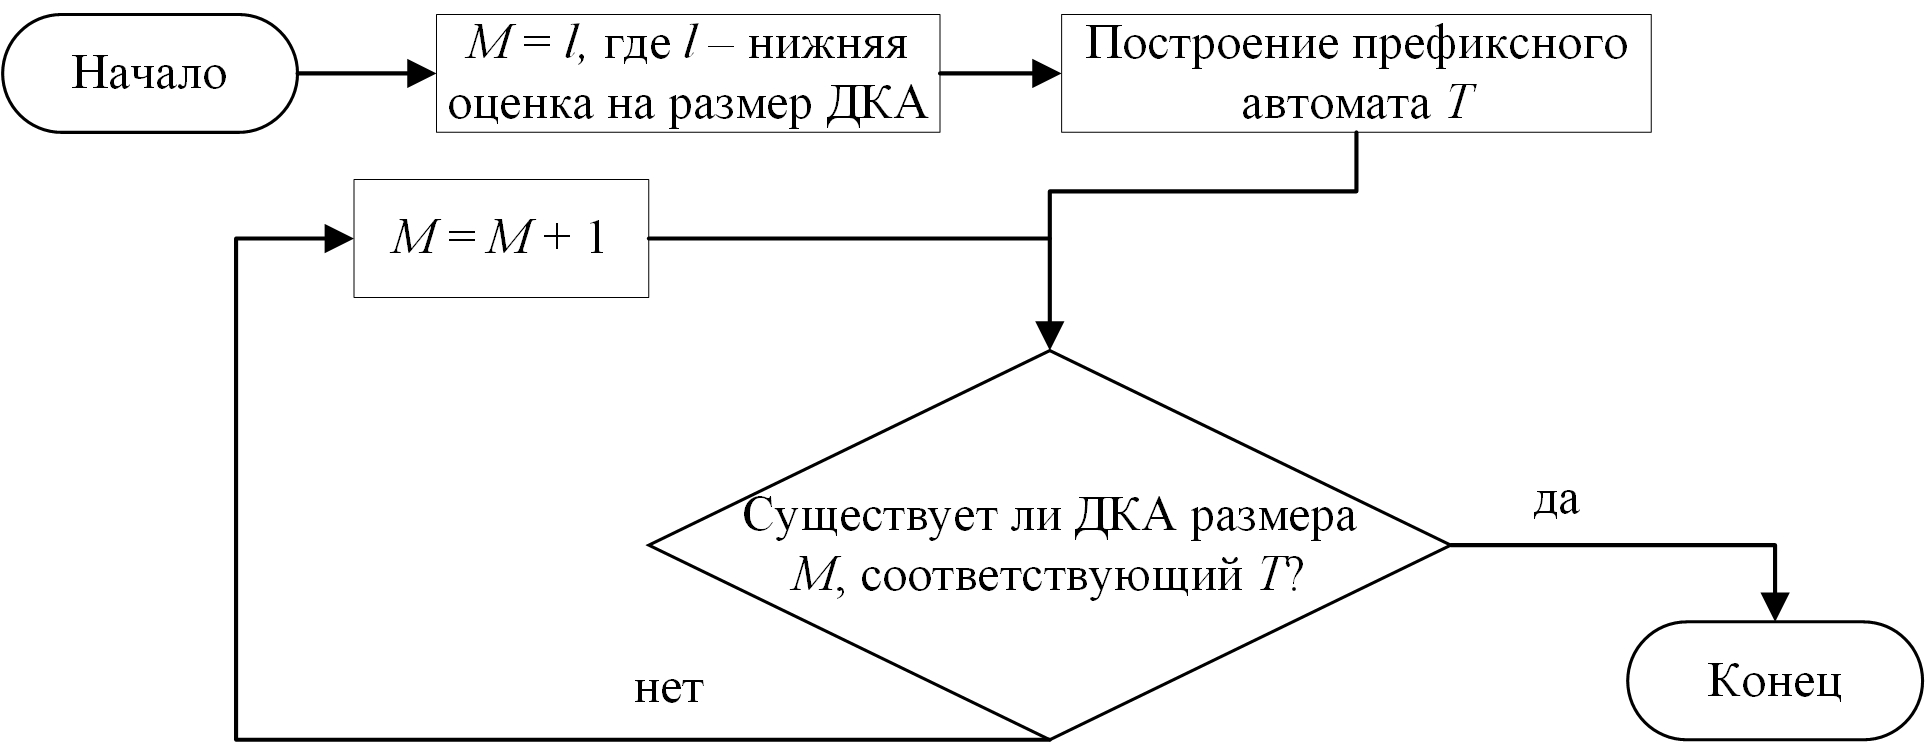 Начало
M = l, где l – нижняя
оценка на размер ДКА
Построение префиксного
автомата T
M = M + 1
Существует ли ДКА размера
M, соответствующий T?
да
нет
Конец